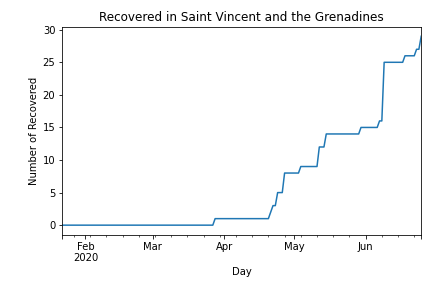 Recovered in Saint Vincent and the Grenadines
30
25
20
15
10
5
0
Number of Recovered
Feb
2020
Mar
Apr
May
Jun
Day